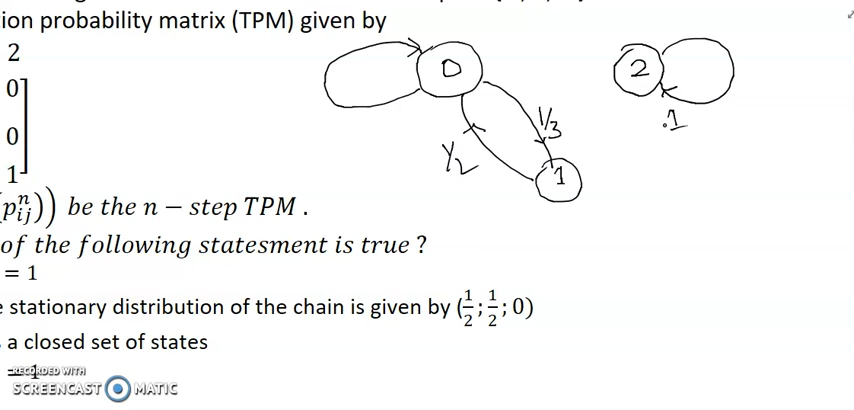 ion probability matrix (TPM) given by
2
0
0
1
0
2
1/3
.1
1/2
1
p_{ij}^{n})) be the n − step TPM .
of the following statesment is true ?
= 1
e stationary distribution of the chain is given by (1/2; 1/2; 0)
a closed set of states
RECORDED WITH
SCREENCAST MATIC